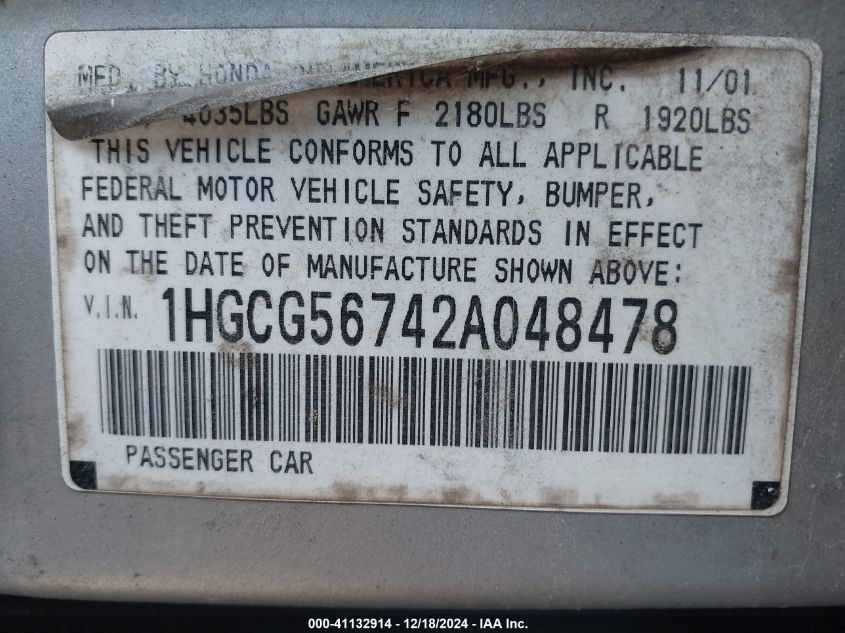 MFD. BY HONDA OF AMERICA MFG., INC. 11/01
4035LBS GAWR F 2180LBS R 1920LBS
THIS VEHICLE CONFORMS TO ALL APPLICABLE
FEDERAL MOTOR VEHICLE SAFETY, BUMPER,
AND THEFT PREVENTION STANDARDS IN EFFECT
ON THE DATE OF MANUFACTURE SHOWN ABOVE:
V.I.N. 1HGCG56742A048478
PASSENGER CAR
000-41132914 - 12/18/2024 - IAA Inc.